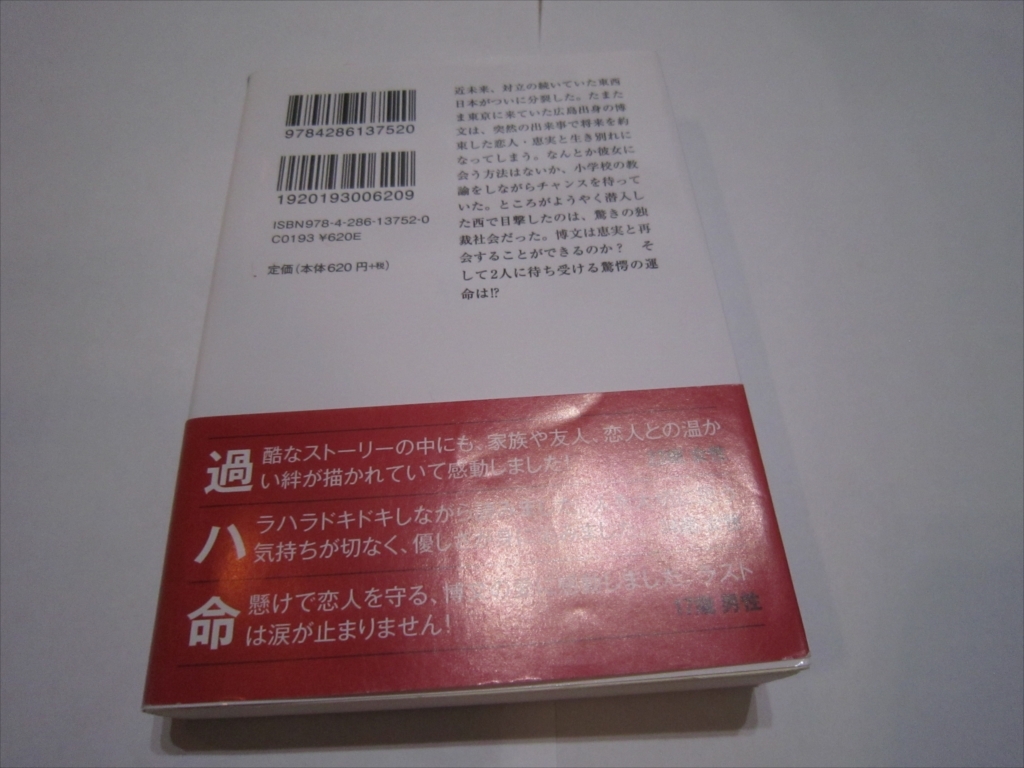 9784286137520
1920193006209
ISBN978-4-286-13752-0
C0193 ¥620E
定価(本体620円+税)
近未来、対立の続いていた東西
日本がついに分裂した。たまた
ま東京に来ていた広島出身の博
文は、突然の出来事で将来を約
束した恋人・恵実と生き別れに
なってしまう。なんとか彼女に
会う方法はないか、小学校の教
諭をしながらチャンスを待って
いた。ところがようやく潜入し
た西で目撃したのは、驚きの独
裁社会だった。博文は恵実と再
会することができるのか? そ
して2人に待ち受ける驚愕の運
命は!?
過酷なストーリーの中にも、家族や友人、恋人との温か
い絆が描かれていて感動しました!
ハラハラドキドキしながら
気持ちが切なく、優し
命懸けで恋人を守る、博 しました ラスト
は涙が止まりません! 17歳 男性